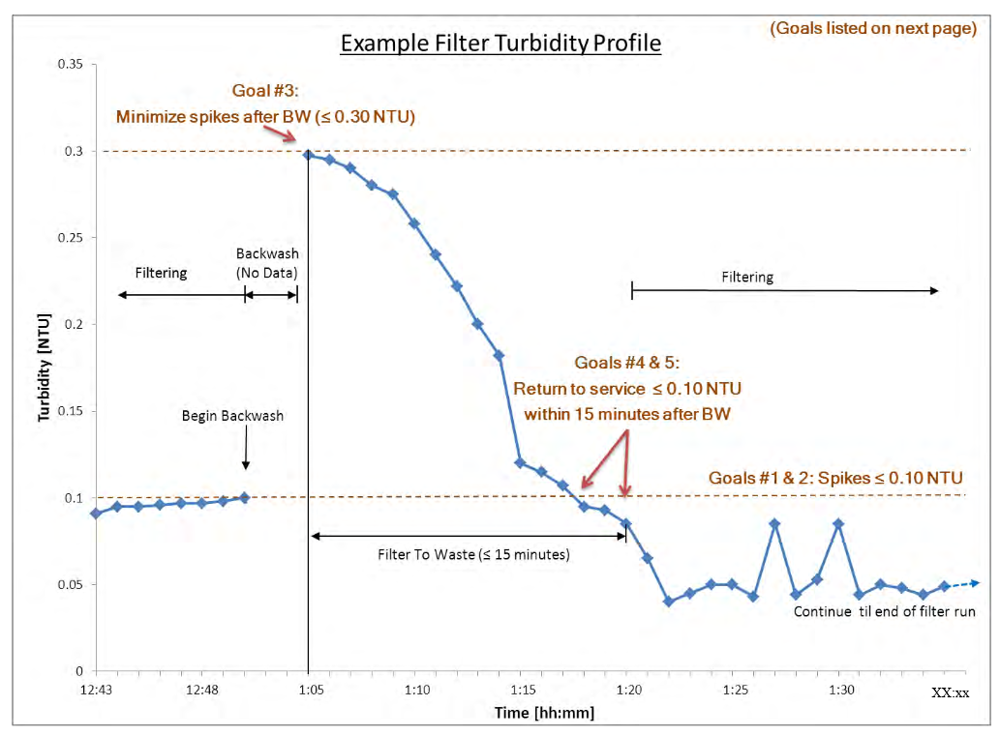 (Goals listed on next page)
Example Filter Turbidity Profile
0.35
Goal #3:
Minimize spikes after BW (≤ 0.30 NTU)
0.3
0.25
Backwash
(No Data)
Filtering
Filtering
0.2
Turbidity [NTU]
Goals #4 & 5:
Return to service ≤ 0.10 NTU
within 15 minutes after BW
0.15
Begin Backwash
Goals #1 & 2: Spikes ≤ 0.10 NTU
0.1
Filter To Waste (≤ 15 minutes)
0.05
Continue til end of filter run
0
12:43 12:48 1:05 1:10 1:15 1:20 1:25 1:30 XX:xx
Time [hh:mm]